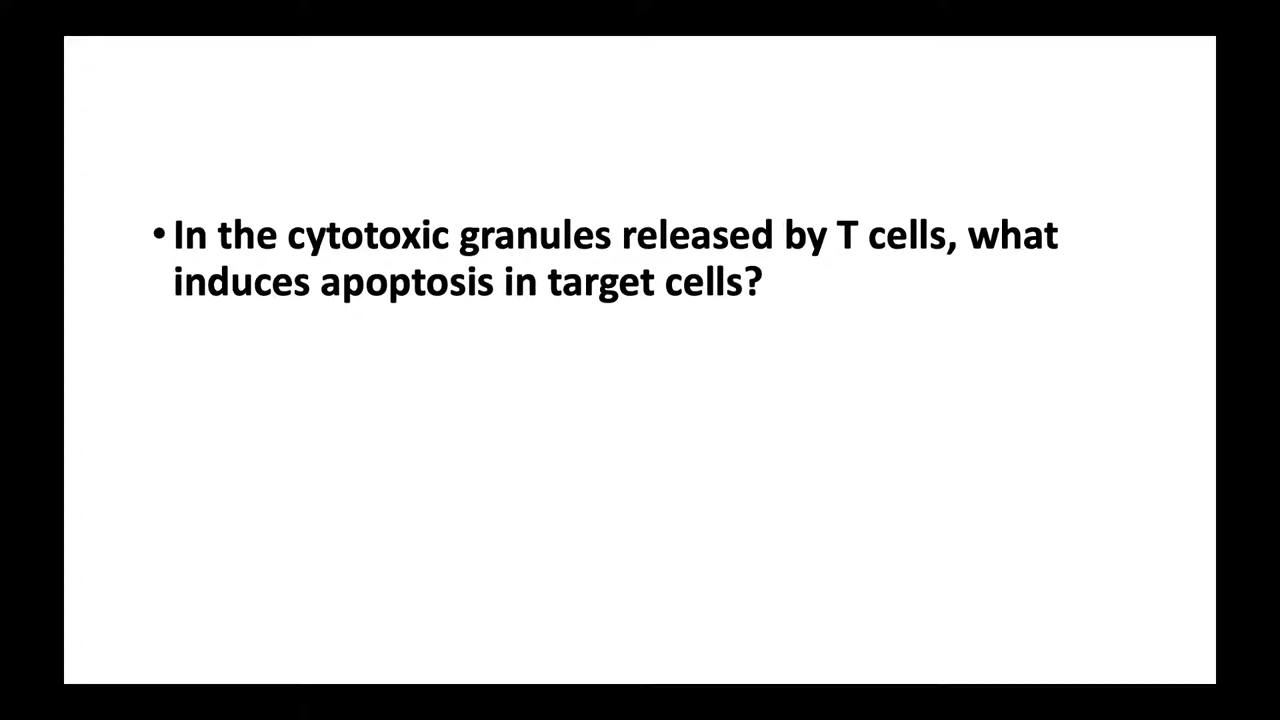 • In the cytotoxic granules released by T cells, what
induces apoptosis in target cells?